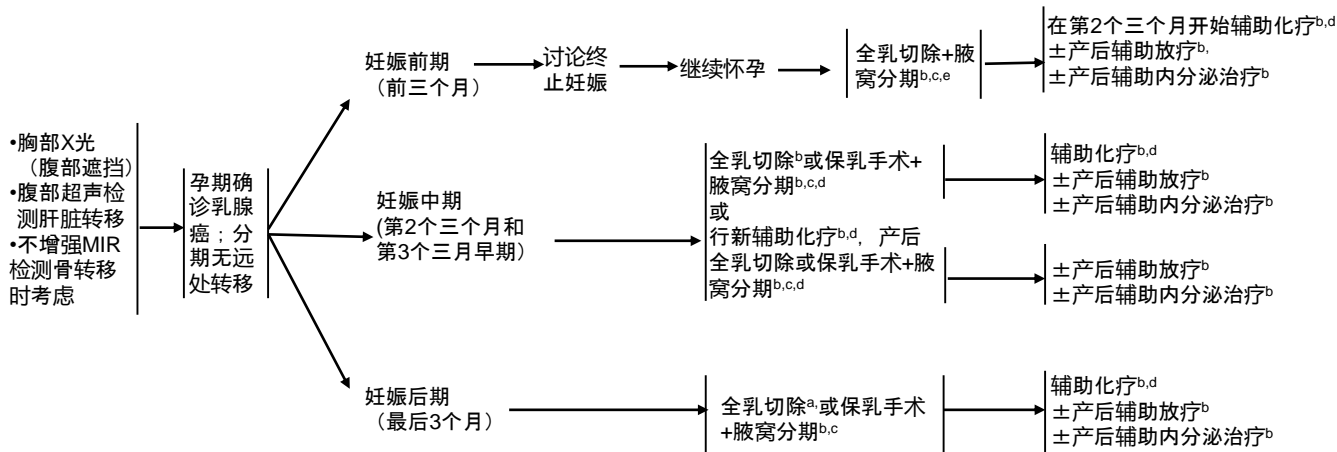 •胸部X光
（腹部遮挡）
•腹部超声检
测肝脏转移
•不增强MIR
检测骨转移
时考虑
孕期确
诊乳腺
癌；分
期无远
处转移
妊娠前期
（前三个月）
讨论终
止妊娠
继续怀孕
全乳切除+腋
窝分期b,c,e
在第2个三个月开始辅助化疗b,d
±产后辅助放疗b,
±产后辅助内分泌治疗b
妊娠中期
(第2个三个月和
第3个三月早期）
全乳切除b或保乳手术+
腋窝分期b,c,d
或
行新辅助化疗b,d，产后
全乳切除或保乳手术+腋
窝分期b,c,d
辅助化疗b,d
±产后辅助放疗b
±产后辅助内分泌治疗b
±产后辅助放疗b
±产后辅助内分泌治疗b
妊娠后期
（最后3个月）
全乳切除a,或保乳手术
+腋窝分期b,c
辅助化疗b,d
±产后辅助放疗b
±产后辅助内分泌治疗b